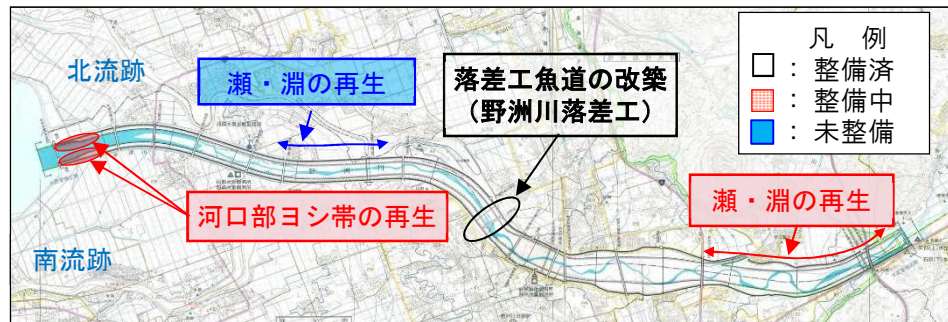 北流跡
瀬・淵の再生
落差工魚道の改築
（野洲川落差工）
凡 例
：整備済
：整備中
：未整備
河口部ヨシ帯の再生
瀬・淵の再生
南流跡